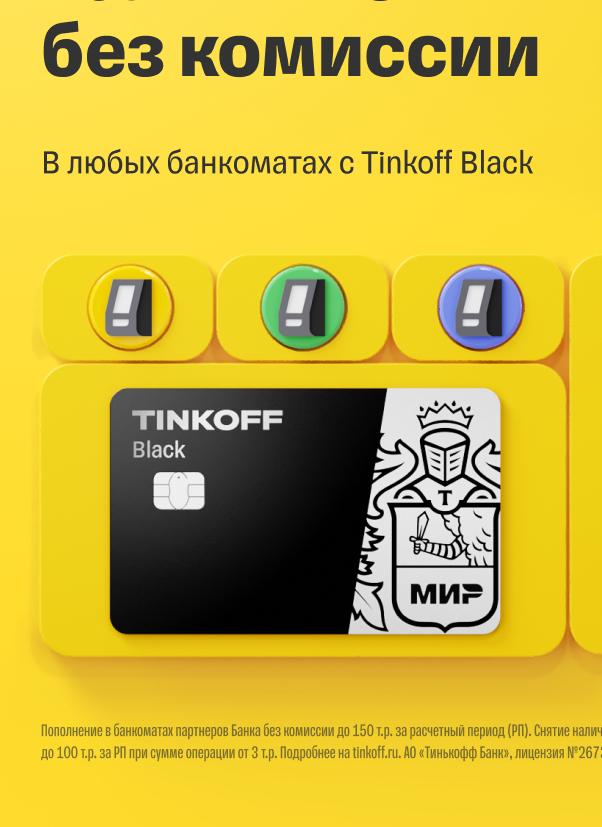 без комиссии
В любых банкоматах с Tinkoff Black
TINKOFF
Black
T
МИР
Пополнение в банкоматах партнеров Банка без комиссии до 150 т.р. за расчетный период (РП). Снятие
до 100 т.р. за РП при сумме операции от 3 т.р. Подробнее на tinkoff.ru. АО «Тинькофф Банк», лицензия